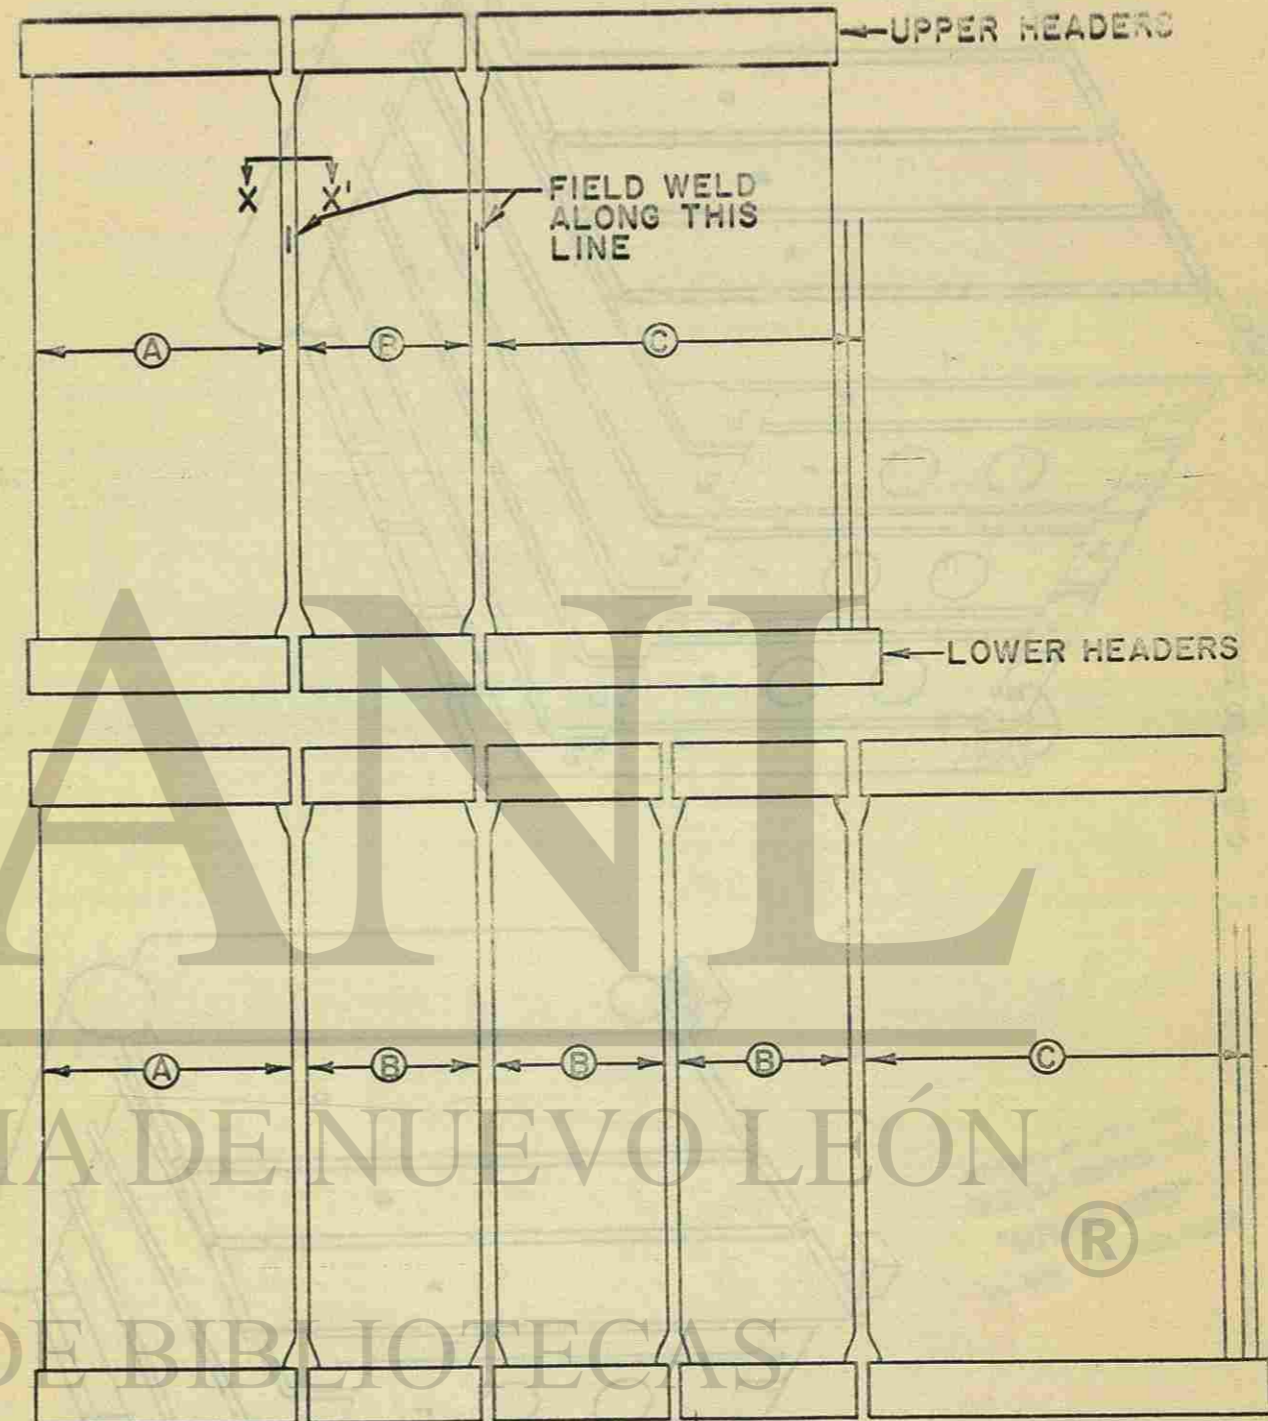 UPPER HEADERS
X X'
FIELD WELD
ALONG THIS
LINE
A B C
LOWER HEADERS
ANL
A B B B C
IA DE NUEVO LEÓN
®
DE BIBLIOTECAS